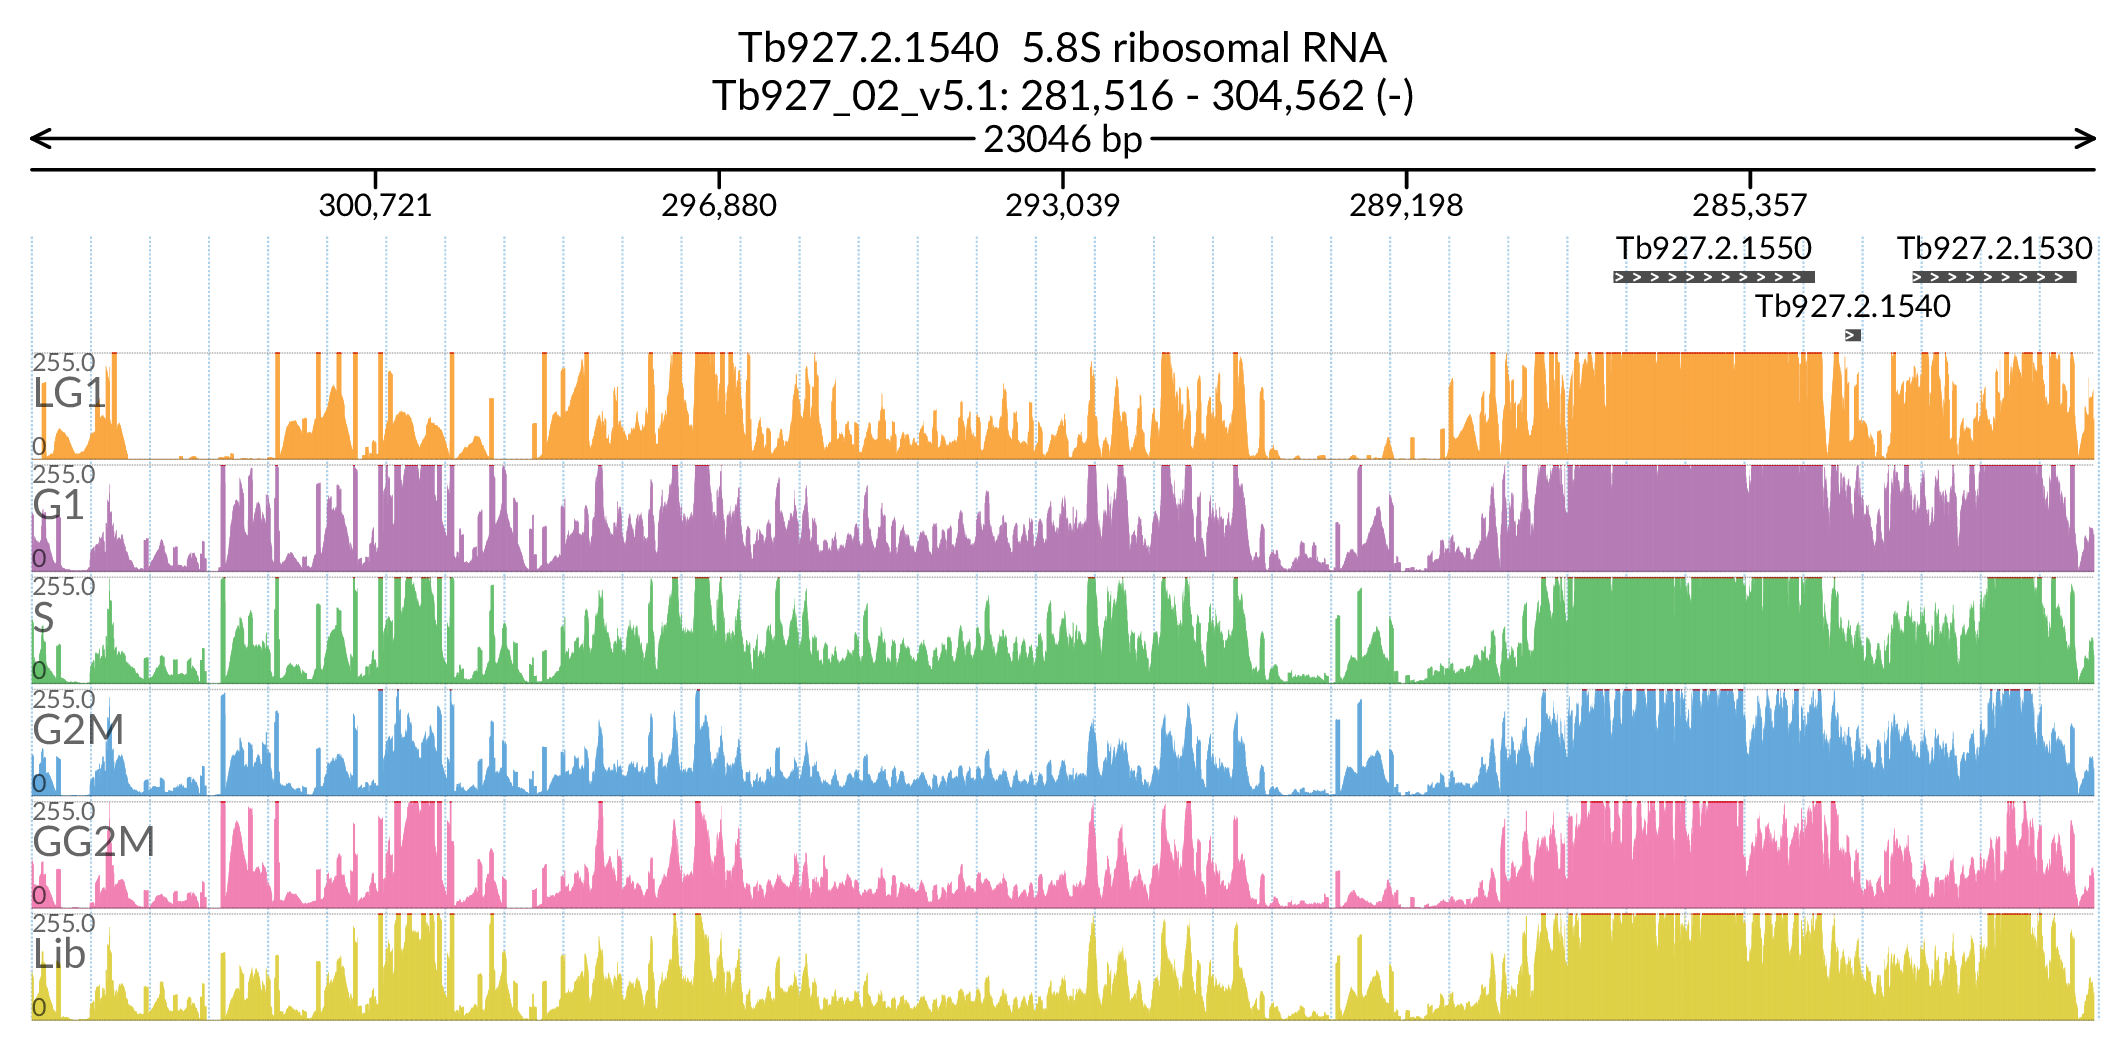 Tb927.2.1540 5.8S ribosomal RNA
Tb927_02_v5.1: 281,516 - 304,562 (-)
23046 bp
300,721 296,880 293,039 289,198 285,357
Tb927.2.1550 Tb927.2.1530
Tb927.2.1540
255.0
LG1
0
255.0
G1
0
255.0
S
0
255.0
G2M
0
255.0
GG2M
0
255.0
Lib
0